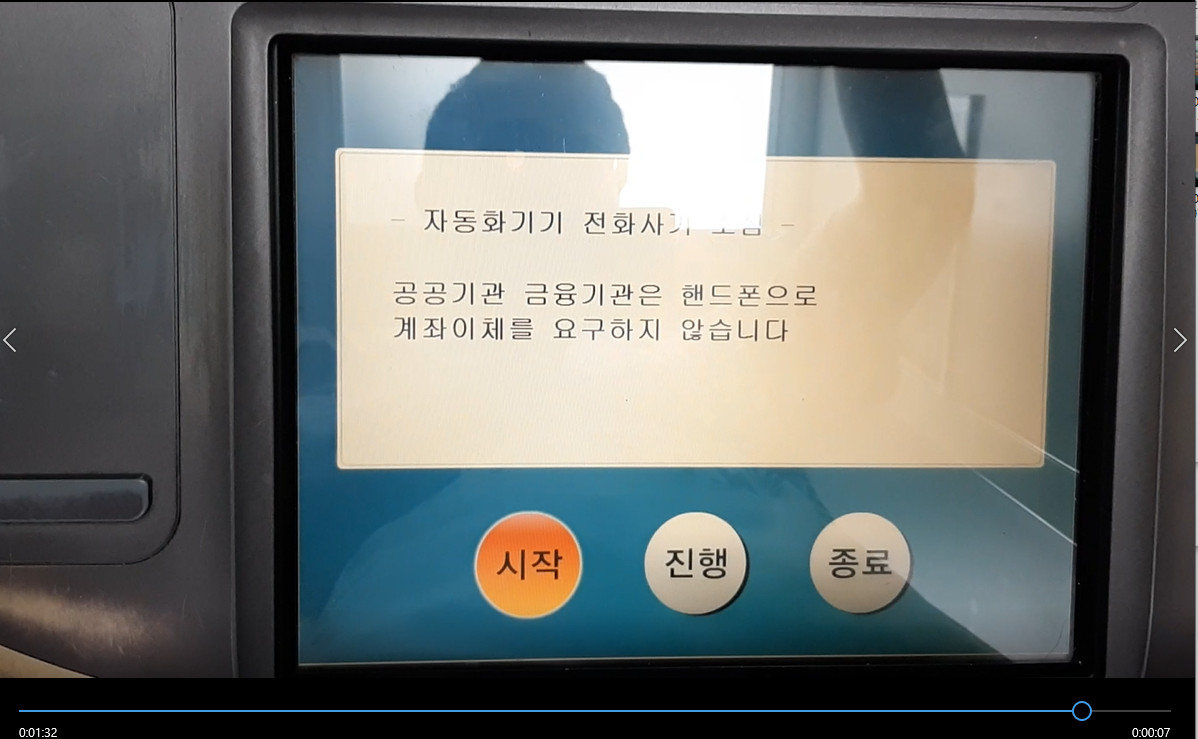 - 자동화기기 전화사기 -
공공기관 금융기관은 핸드폰으로
계좌이체를 요구하지 않습니다
시작 진행 종료
0:01:32 0:00:07